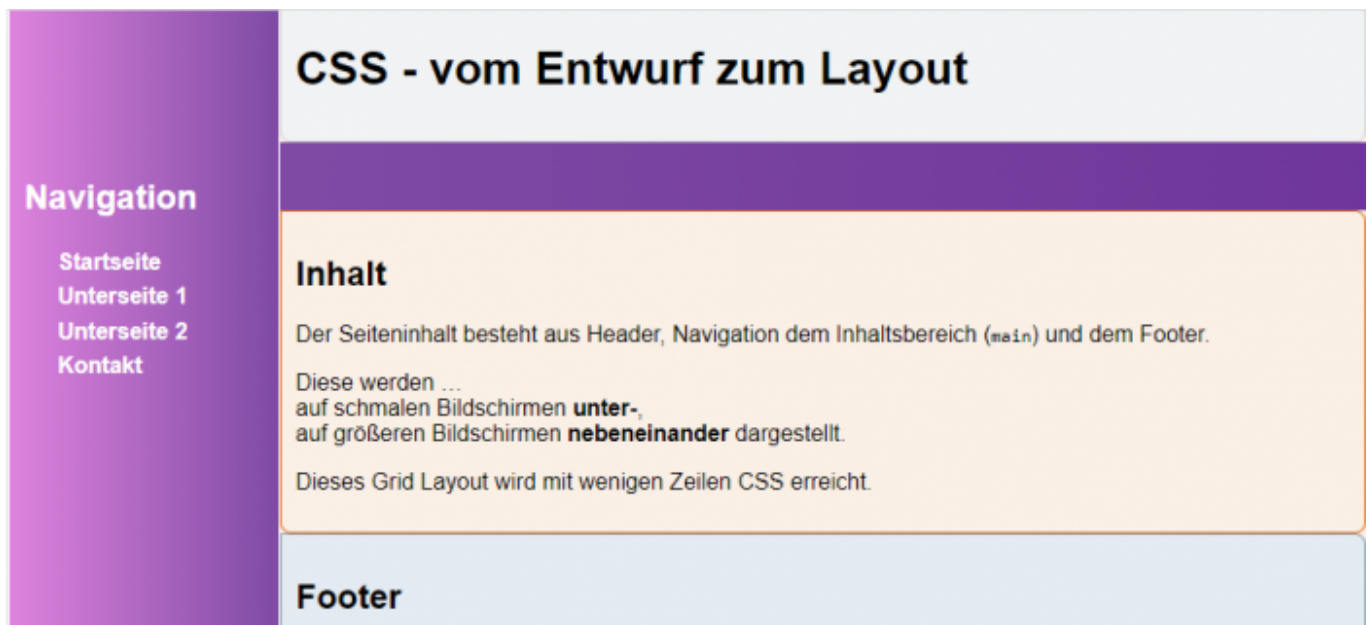 CSS - vom Entwurf zum Layout
Navigation
Startseite
Unterseite 1
Unterseite 2
Kontakt
Inhalt
Der Seiteninhalt besteht aus Header, Navigation dem Inhaltsbereich (main) und dem Footer.
Diese werden …
auf schmalen Bildschirmen unter-,
auf größeren Bildschirmen nebeneinander dargestellt.
Dieses Grid Layout wird mit wenigen Zeilen CSS erreicht.
Footer